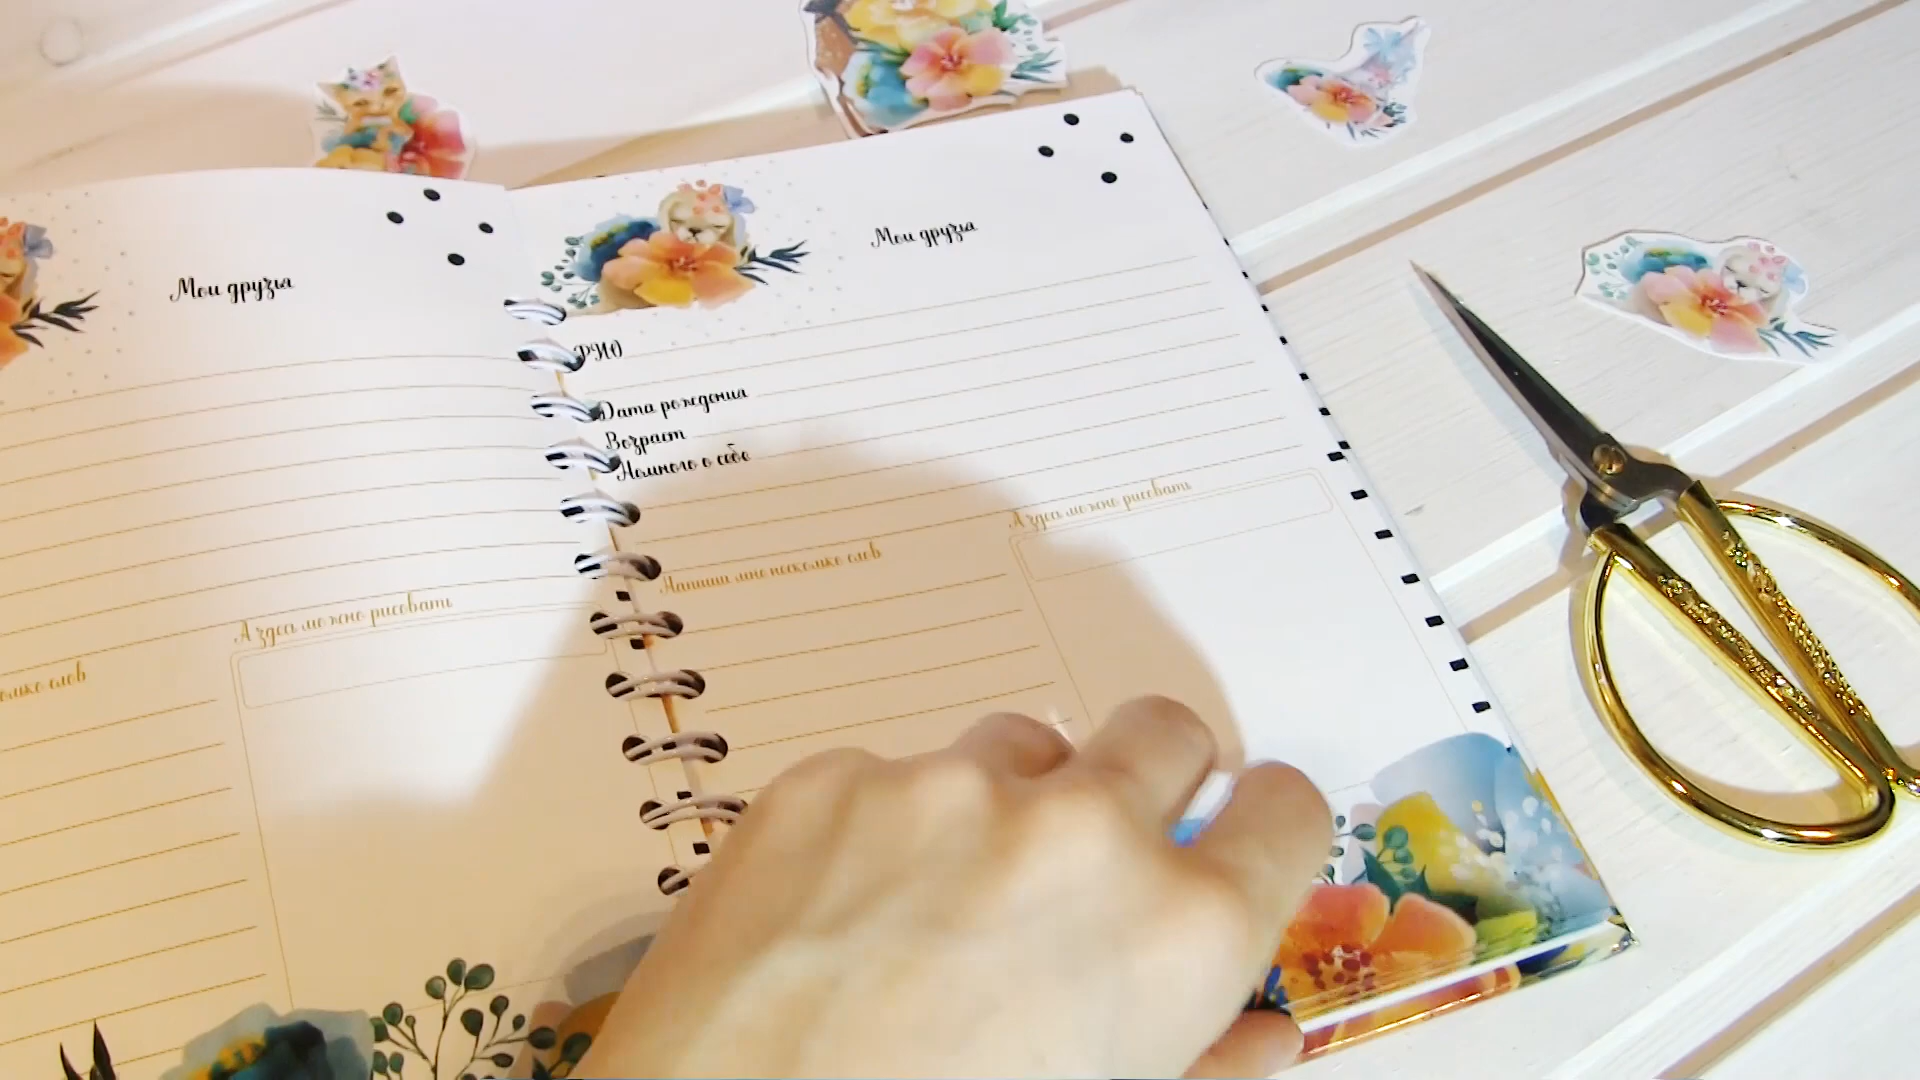 Мои друзья
А здесь можно рисовать
слов
Мои друзья
ФИО
Дата рождения
Возраст
Немного о себе
А здесь можно рисовать
Напиши мне несколько слов